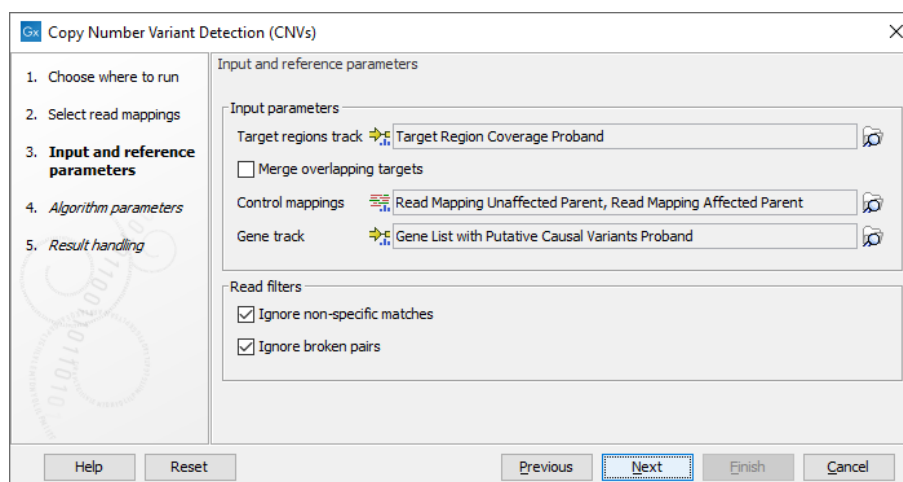 Gx Copy Number Variant Detection (CNVs)
1. Choose where to run
2. Select read mappings
3. Input and reference
parameters
4. Algorithm parameters
5. Result handling
Input and reference parameters
Input parameters
Target regions track Target Region Coverage Proband
Merge overlapping targets
Control mappings Read Mapping Unaffected Parent, Read Mapping Affected Parent
Gene track Gene List with Putative Causal Variants Proband
Read filters
Ignore non-specific matches
Ignore broken pairs
Help Reset Previous Next Finish Cancel